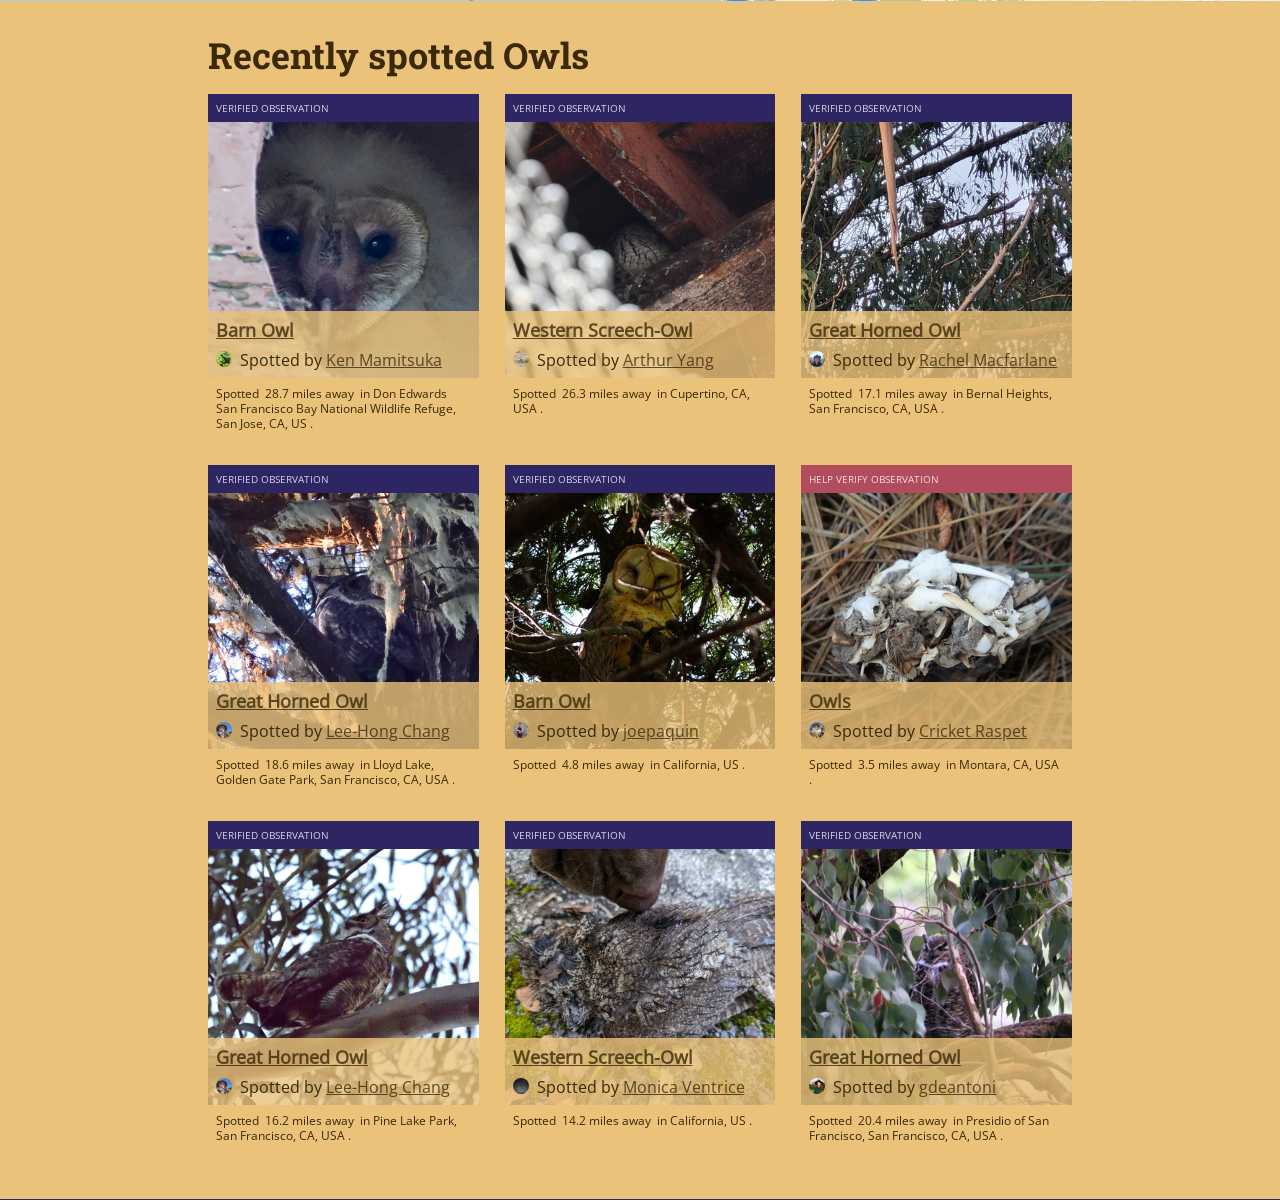 Recently spotted Owls
VERIFIED OBSERVATION
Barn Owl
Spotted by Ken Mamitsuka
Spotted 28.7 miles away in Don Edwards
San Francisco Bay National Wildlife Refuge,
San Jose, CA, US .
VERIFIED OBSERVATION
Western Screech-Owl
Spotted by Arthur Yang
Spotted 26.3 miles away in Cupertino, CA,
USA .
VERIFIED OBSERVATION
Great Horned Owl
Spotted by Rachel Macfarlane
Spotted 17.1 miles away in Bernal Heights,
San Francisco, CA, USA .
VERIFIED OBSERVATION
Great Horned Owl
Spotted by Lee-Hong Chang
Spotted 18.6 miles away in Lloyd Lake,
Golden Gate Park, San Francisco, CA, USA .
VERIFIED OBSERVATION
Barn Owl
Spotted by joepaquin
Spotted 4.8 miles away in California, US .
HELP VERIFY OBSERVATION
Owls
Spotted by Cricket Raspet
Spotted 3.5 miles away in Montara, CA, USA
.
VERIFIED OBSERVATION
Great Horned Owl
Spotted by Lee-Hong Chang
Spotted 16.2 miles away in Pine Lake Park,
San Francisco, CA, USA .
VERIFIED OBSERVATION
Western Screech-Owl
Spotted by Monica Ventrice
Spotted 14.2 miles away in California, US .
VERIFIED OBSERVATION
Great Horned Owl
Spotted by gdeantoni
Spotted 20.4 miles away in Presidio of San
Francisco, San Francisco, CA, USA .